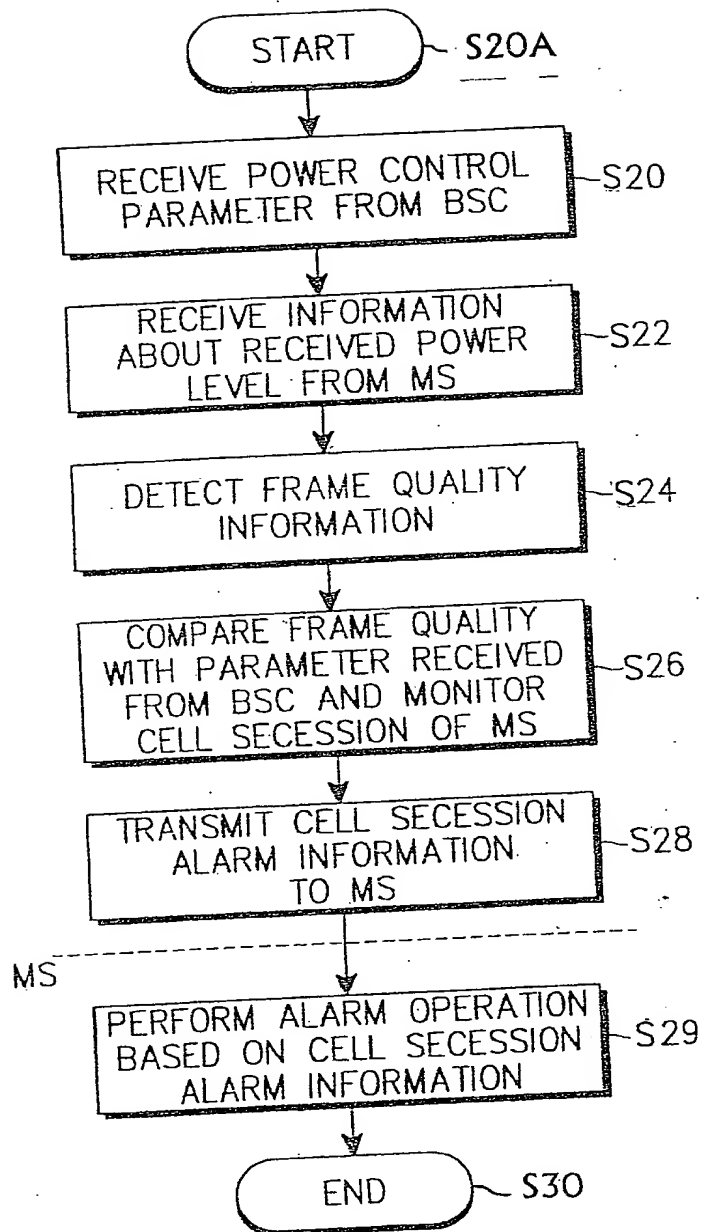 START
S20A
RECEIVE POWER CONTROL
PARAMETER FROM BSC
S20
RECEIVE INFORMATION
ABOUT RECEIVED POWER
LEVEL FROM MS
S22
DETECT FRAME QUALITY
INFORMATION
S24
COMPARE FRAME QUALITY
WITH PARAMETER RECEIVED
FROM BSC AND MONITOR
CELL SECESSION OF MS
S26
TRANSMIT CELL SECESSION
ALARM INFORMATION
TO MS
S28
MS
PERFORM ALARM OPERATION
BASED ON CELL SECESSION
ALARM INFORMATION
S29
END
S30